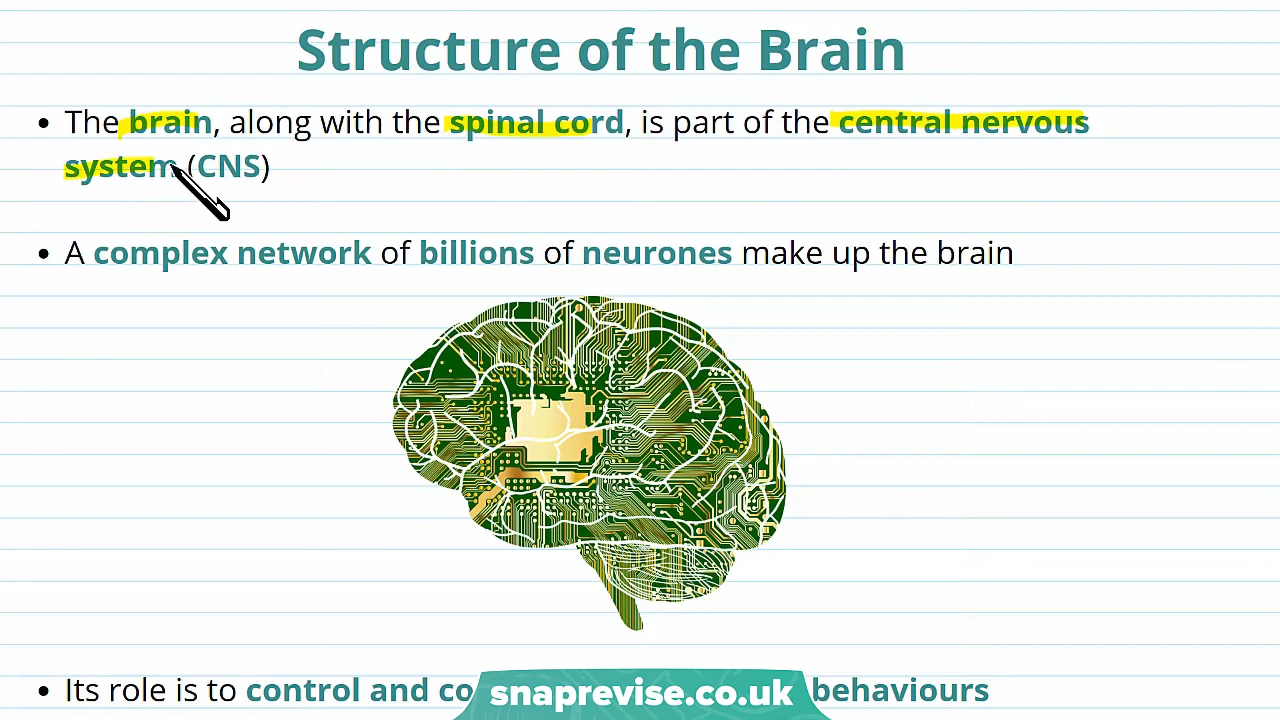 Structure of the Brain
• The brain, along with the spinal cord, is part of the central nervous
system (CNS)
• A complex network of billions of neurones make up the brain
• Its role is to control and behaviours
snaprevise.co.uk